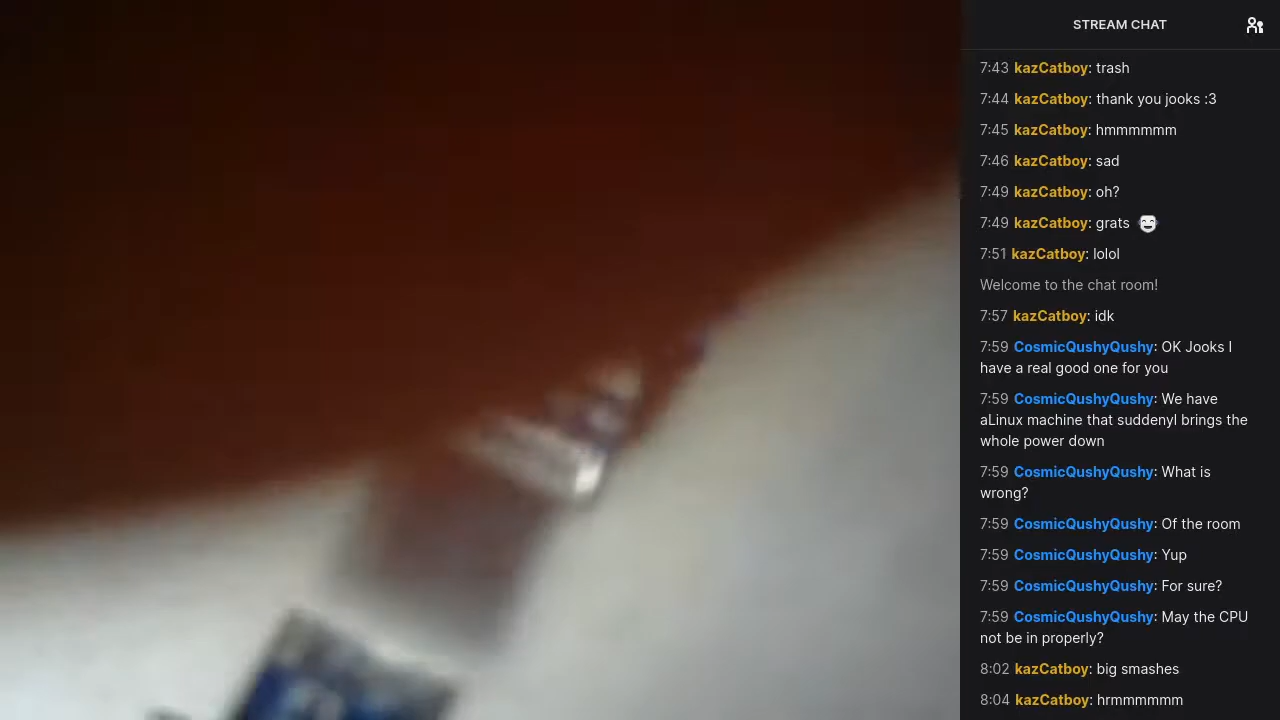 STREAM CHAT
7:43 kazCatboy: trash
7:44 kazCatboy: thank you jooks :3
7:45 kazCatboy: hmmmmmm
7:46 kazCatboy: sad
7:49 kazCatboy: oh?
7:49 kazCatboy: grats
7:51 kazCatboy: lolol
Welcome to the chat room!
7:57 kazCatboy: idk
7:59 CosmicQushyQushy: OK Jooks I
have a real good one for you
7:59 CosmicQushyQushy: We have
aLinux machine that suddenyl brings the
whole power down
7:59 CosmicQushyQushy: What is
wrong?
7:59 CosmicQushyQushy: Of the room
7:59 CosmicQushyQushy: Yup
7:59 CosmicQushyQushy: For sure?
7:59 CosmicQushyQushy: May the CPU
not be in properly?
8:02 kazCatboy: big smashes
8:04 kazCatboy: hrmmmmmm